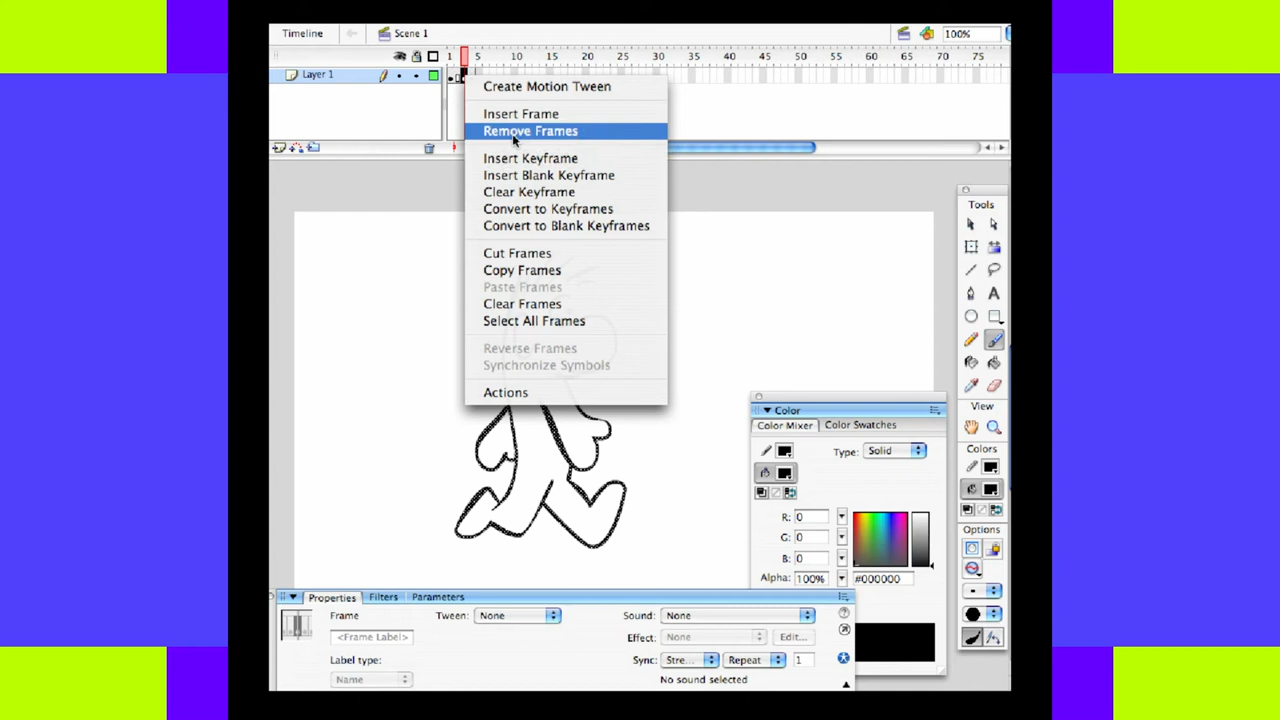 Timeline
Scene 1
100%
1 5 10 15 20 25 30 35 40 45 50 55 60 65 70 75
Layer 1
Create Motion Tween
Insert Frame
Remove Frames
Insert Keyframe
Insert Blank Keyframe
Clear Keyframe
Convert to Keyframes
Convert to Blank Keyframes
Cut Frames
Copy Frames
Paste Frames
Clear Frames
Select All Frames
Reverse Frames
Synchronize Symbols
Actions
Tools
A
View
Colors
Options
Color
Color Mixer Color Swatches
Type: Solid
R: 0
G: 0
B: 0
Alpha: 100% #000000
Properties Filters Parameters
Frame Tween: None Sound: None
<Frame Label> Effect: None Edit...
Label type: Sync: Stre... Repeat 1
Name No sound selected